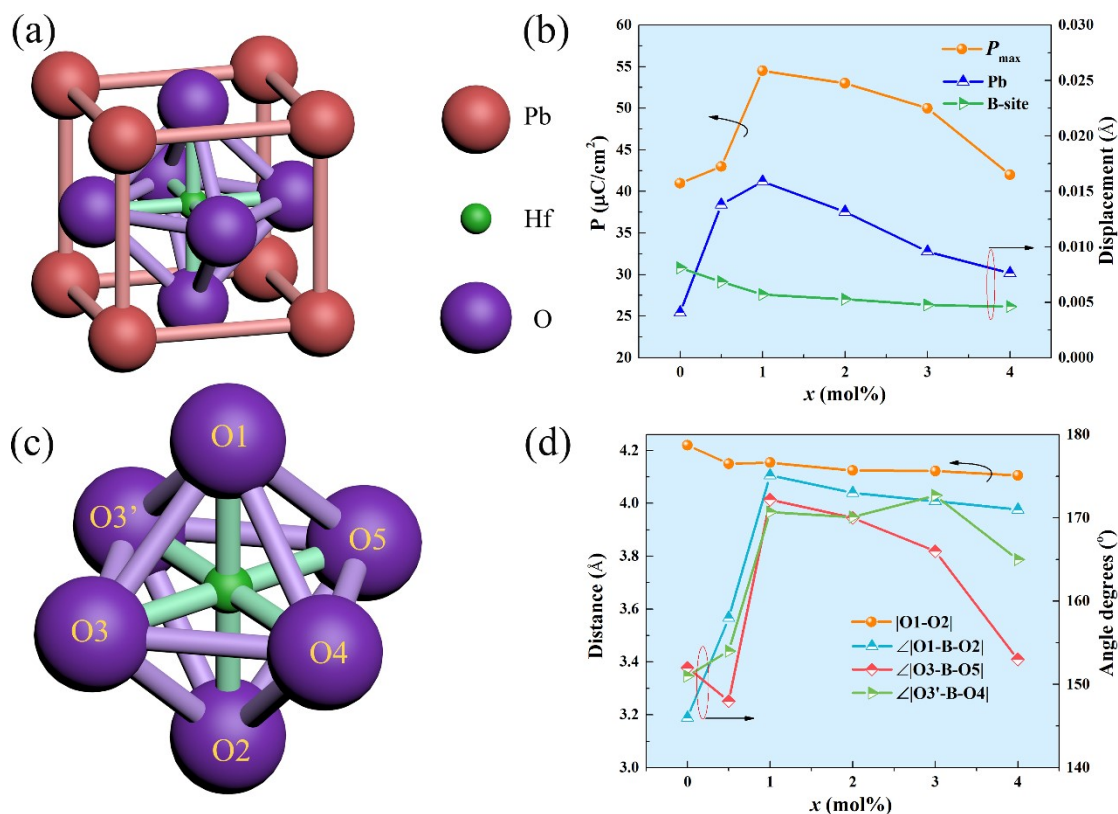 (a)
Pb
Hf
O
(b)
P (μC/cm²)
60
55
50
45
40
35
30
25
20
0 1 2 3 4
x (mol%)
0.030
0.025
0.020
0.015
0.010
0.005
0.000
Displacement (Å)
Pmax
Pb
B-site
(c)
O1
O3’
O5
O3
O4
O2
(d)
Distance (Å)
4.2
4.0
3.8
3.6
3.4
3.2
3.0
0 1 2 3 4
x (mol%)
180
170
160
150
140
Angle degrees (°)
|O1-O2|
∠|O1-B-O2|
∠|O3-B-O5|
∠|O3'-B-O4|